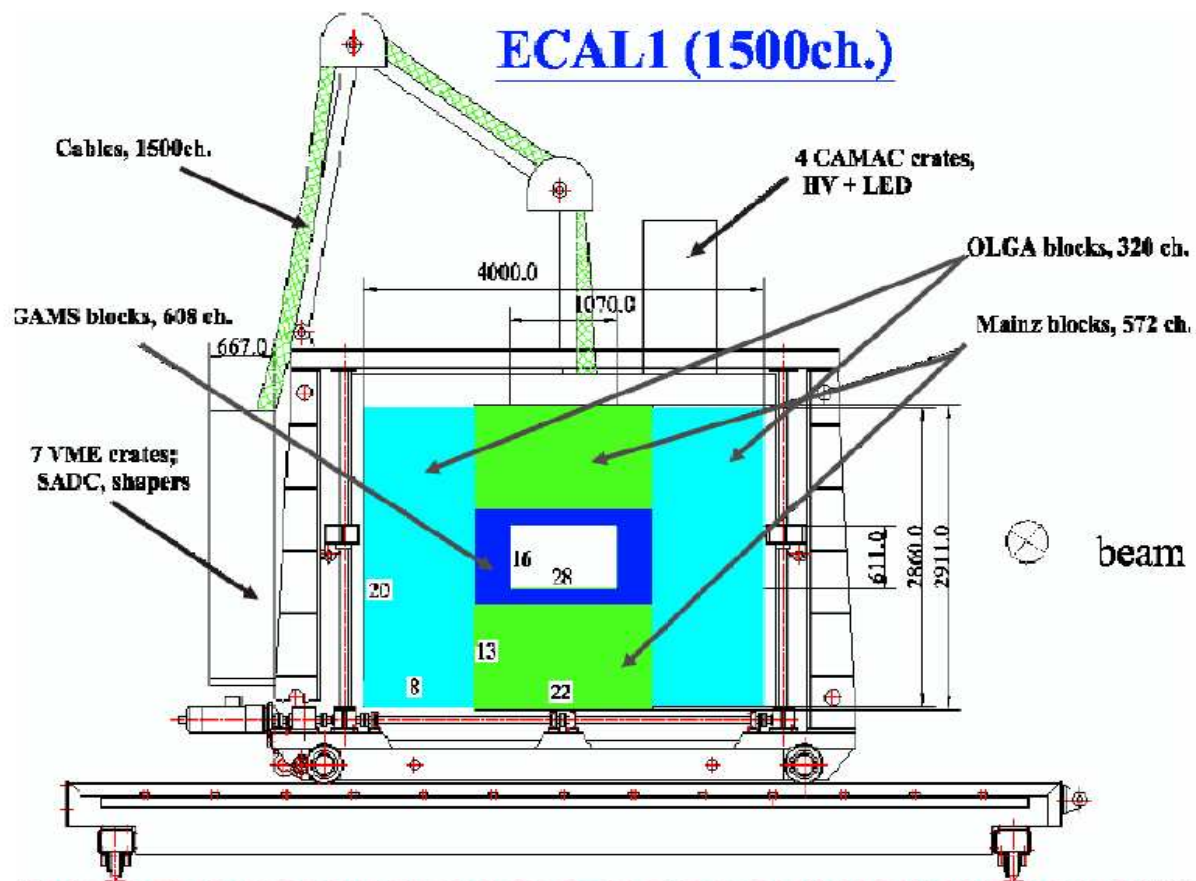 ECAL1 (1500ch.)
Cables, 1500ch.
4 CAMAC crates,
HV + LED
OLGA blocks, 320 ch.
4000.0
1070.0
GAMS blocks, 608 ch.
Mainz blocks, 572 ch.
667.0
7 VME crates;
SADC, shapers
16
28
611.0
2860.0
2911.0
beam
20
13
8
22